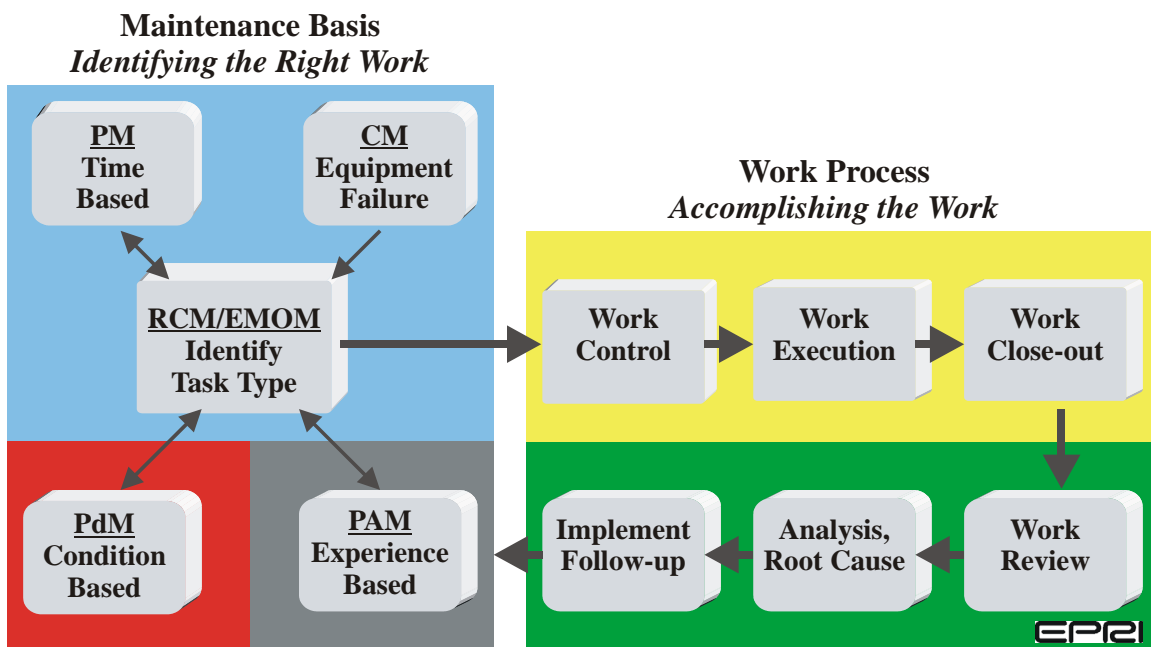 Maintenance Basis
Identifying the Right Work
PM
Time
Based
CM
Equipment
Failure
RCM/EMOM
Identify
Task Type
PdM
Condition
Based
PAM
Experience
Based
Work Process
Accomplishing the Work
Work
Control
Work
Execution
Work
Close-out
Implement
Follow-up
Analysis,
Root Cause
Work
Review
EPRI